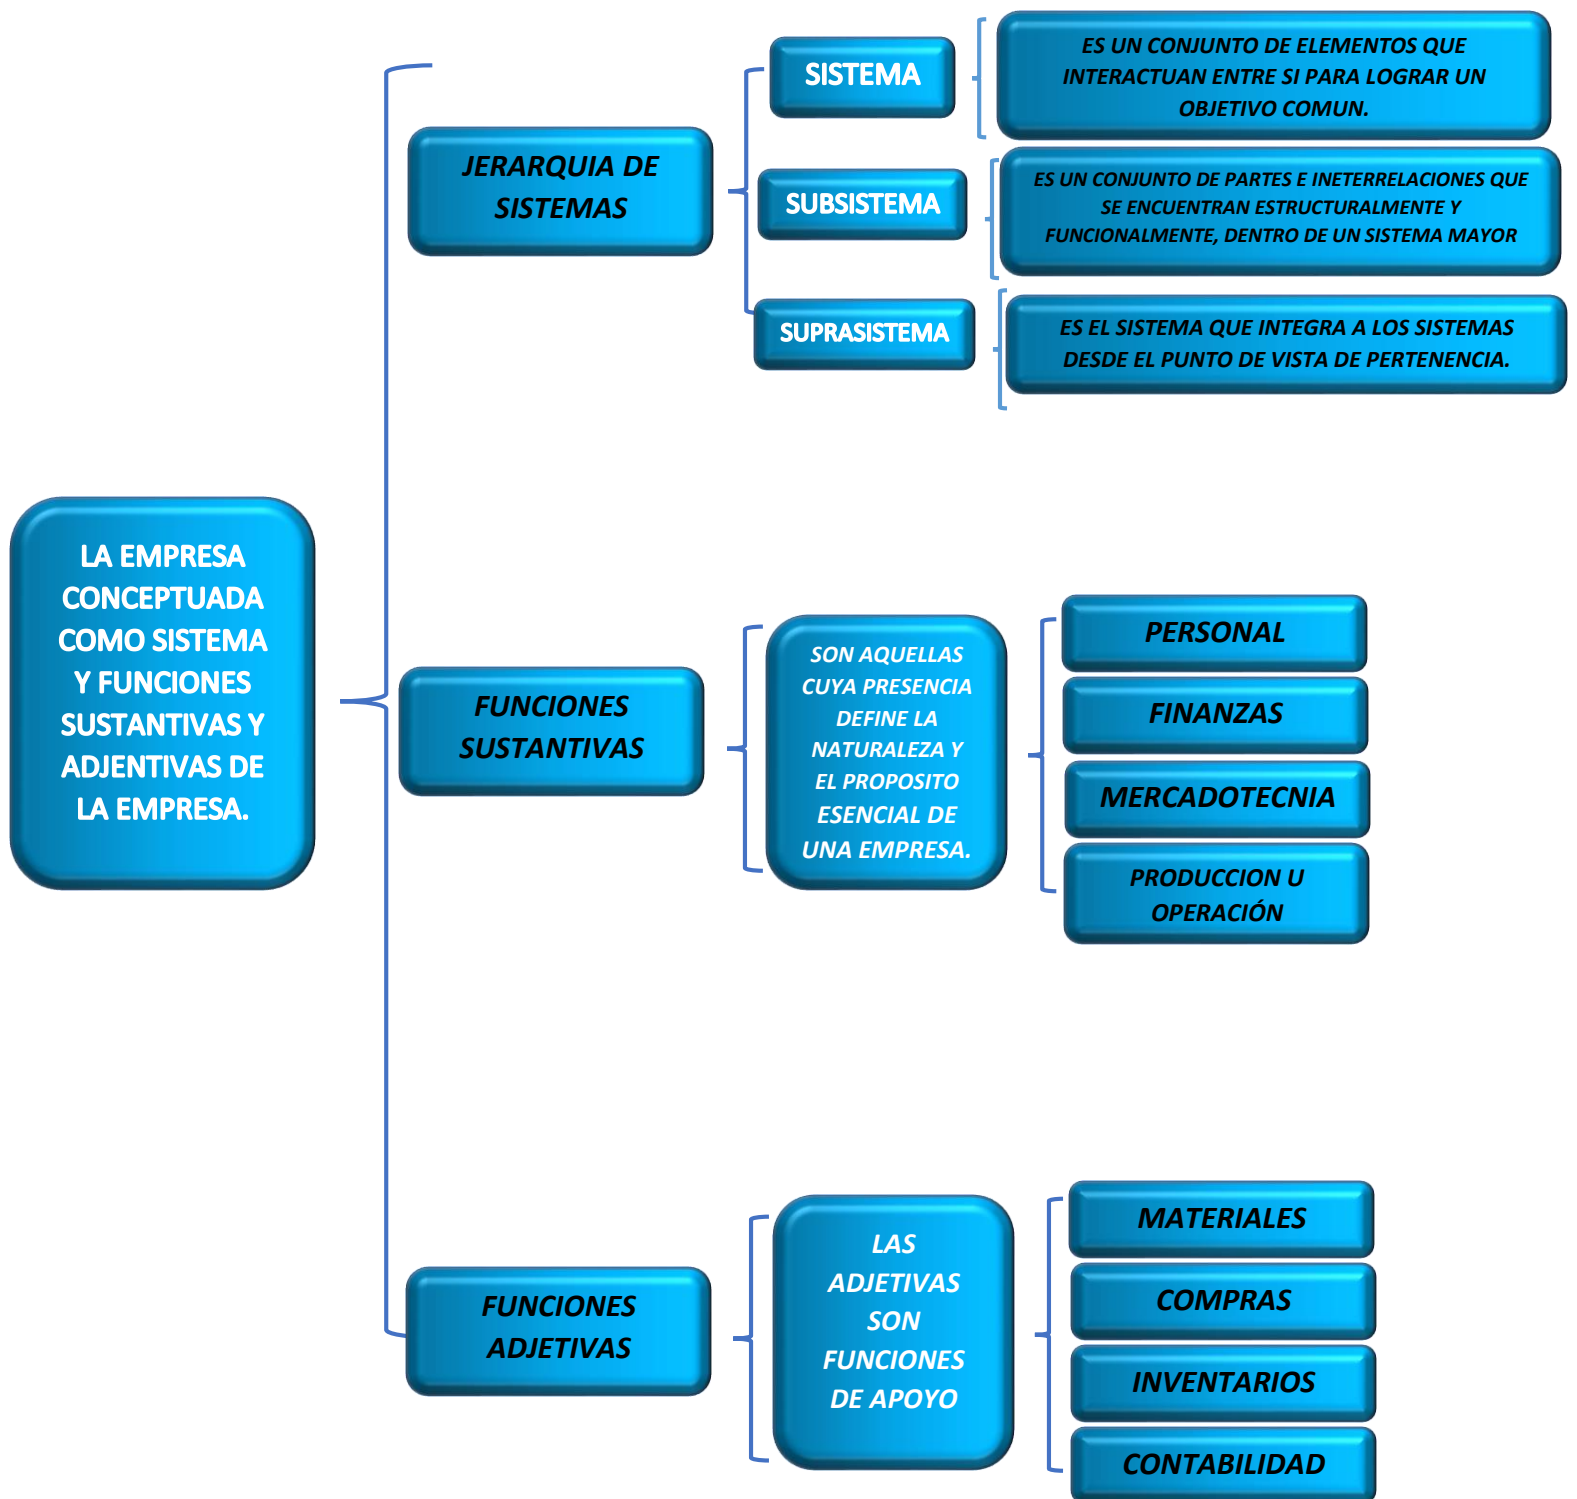 LA EMPRESA
CONCEPTUADA
COMO SISTEMA
Y FUNCIONES
SUSTANTIVAS Y
ADJENTIVAS DE
LA EMPRESA.
JERARQUIA DE
SISTEMAS
SISTEMA
ES UN CONJUNTO DE ELEMENTOS QUE
INTERACTUAN ENTRE SI PARA LOGRAR UN
OBJETIVO COMUN.
SUBSISTEMA
ES UN CONJUNTO DE PARTES E INETERRELACIONES QUE
SE ENCUENTRAN ESTRUCTURALMENTE Y
FUNCIONALMENTE, DENTRO DE UN SISTEMA MAYOR
SUPRASISTEMA
ES EL SISTEMA QUE INTEGRA A LOS SISTEMAS
DESDE EL PUNTO DE VISTA DE PERTENENCIA.
FUNCIONES
SUSTANTIVAS
SON AQUELLAS
CUYA PRESENCIA
DEFINE LA
NATURALEZA Y
EL PROPOSITO
ESENCIAL DE
UNA EMPRESA.
PERSONAL
FINANZAS
MERCADOTECNIA
PRODUCCION U
OPERACIÓN
FUNCIONES
ADJETIVAS
LAS
ADJETIVAS
SON
FUNCIONES
DE APOYO
MATERIALES
COMPRAS
INVENTARIOS
CONTABILIDAD